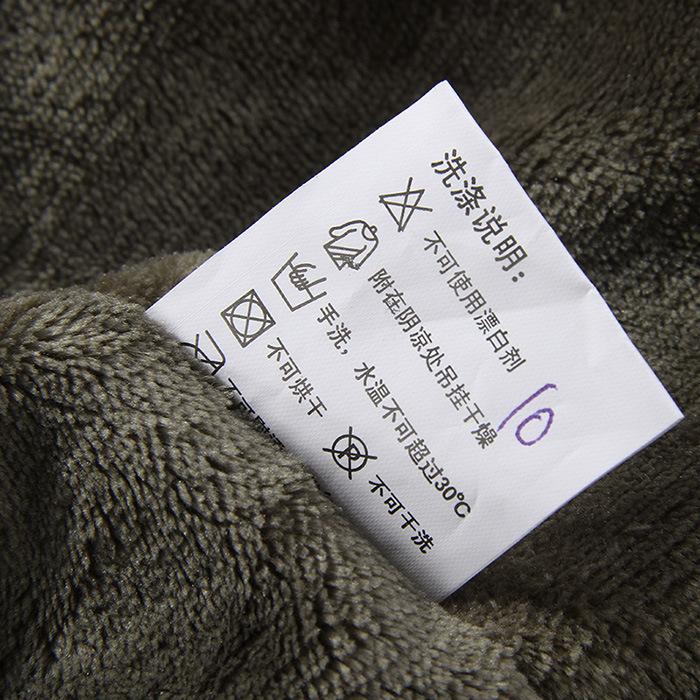 洗涤说明：
不可使用漂白剂
附在阴凉处吊挂干燥
手洗，水温不可超过30℃
不可烘干
不可干洗
10